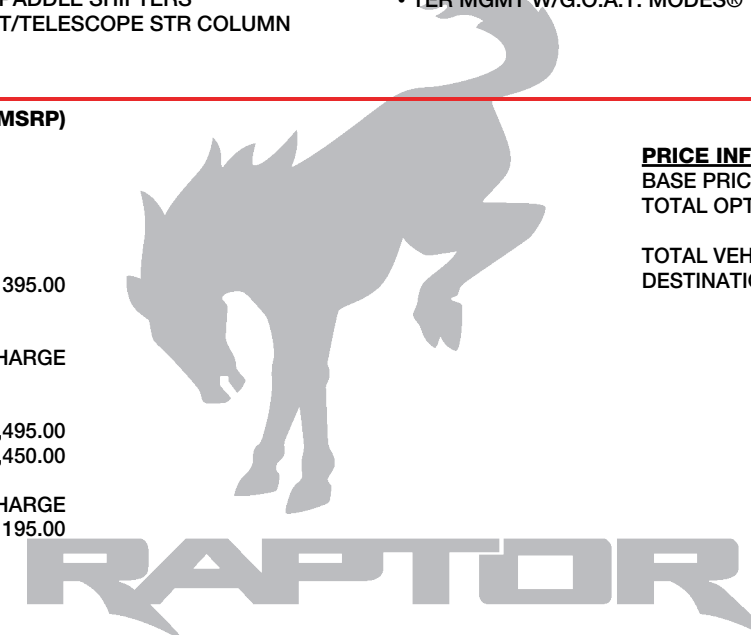 PADDLE SHIFTERS
T/TELESCOPE STR COLUMN
• TER MGMT W/G.O.A.T. MODES®
MSRP)
395.00
HARGE
,495.00
,450.00
HARGE
195.00
PRICE INF
BASE PRIC
TOTAL OPT
TOTAL VEH
DESTINATIO
RAPTOR